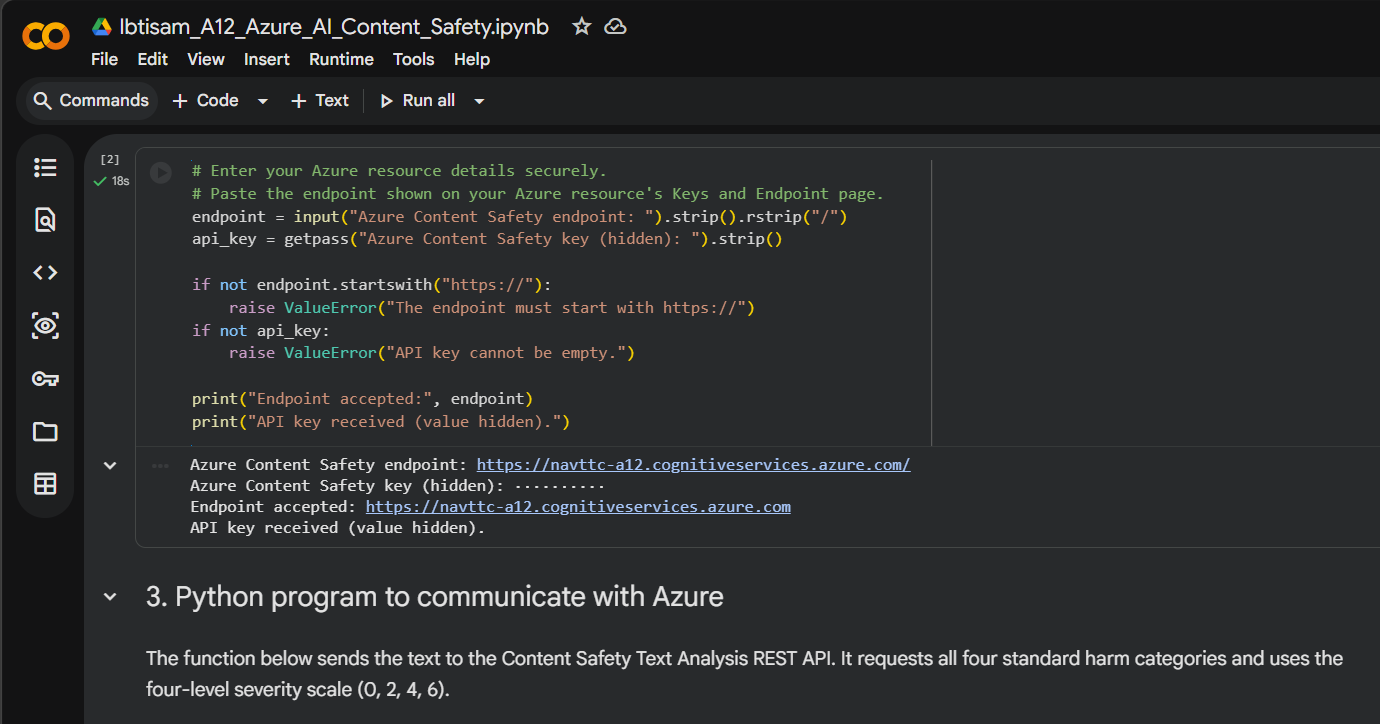 Ibtisam_A12_Azure_AI_Content_Safety.ipynb
File Edit View Insert Runtime Tools Help
Commands + Code + Text Run all
[2]
18s
# Enter your Azure resource details securely.
# Paste the endpoint shown on your Azure resource's Keys and Endpoint page.
endpoint = input("Azure Content Safety endpoint: ").strip().rstrip("/")
api_key = getpass("Azure Content Safety key (hidden): ").strip()
if not endpoint.startswith("https://"):
    raise ValueError("The endpoint must start with https://")
if not api_key:
    raise ValueError("API key cannot be empty.")
print("Endpoint accepted:", endpoint)
print("API key received (value hidden).")
Azure Content Safety endpoint: https://navttc-a12.cognitiveservices.azure.com/
Azure Content Safety key (hidden): ··········
Endpoint accepted: https://navttc-a12.cognitiveservices.azure.com
API key received (value hidden).
3. Python program to communicate with Azure
The function below sends the text to the Content Safety Text Analysis REST API. It requests all four standard harm categories and uses the
four-level severity scale (0, 2, 4, 6).